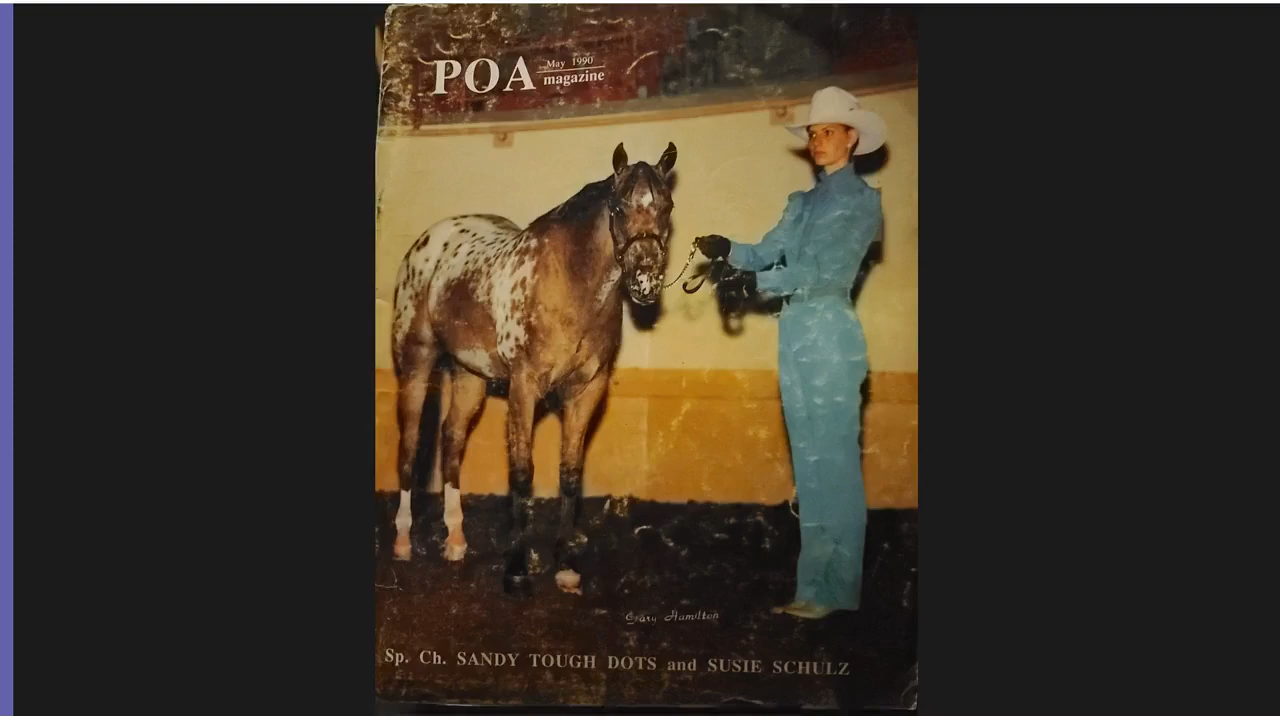 POA
May 1990
magazine
Gary Hamilton
Sp. Ch. SANDY TOUGH DOTS and SUSIE SCHULZ